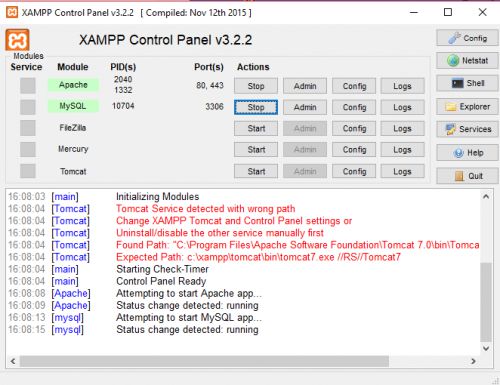 XAMPP Control Panel v3.2.2 [ Compiled: Nov 12th 2015 ]
XAMPP Control Panel v3.2.2
Config
Modules
Service Module PID(s) Port(s) Actions
Netstat
Apache 2040 1332 80, 443 Stop Admin Config Logs
Shell
MySQL 10704 3306 Stop Admin Config Logs
Explorer
FileZilla Start Admin Config Logs
Services
Mercury Start Admin Config Logs
Help
Tomcat Start Admin Config Logs
Quit
16:08:03 [main] Initializing Modules
16:08:04 [Tomcat] Tomcat Service detected with wrong path
16:08:04 [Tomcat] Change XAMPP Tomcat and Control Panel settings or
16:08:04 [Tomcat] Uninstall/disable the other service manually first
16:08:04 [Tomcat] Found Path: "C:\Program Files\Apache Software Foundation\Tomcat 7.0\bin\Tomca
16:08:04 [Tomcat] Expected Path: c:\xampp\tomcat\bin\tomcat7.exe //RS//Tomcat7
16:08:04 [main] Starting Check-Timer
16:08:04 [main] Control Panel Ready
16:08:08 [Apache] Attempting to start Apache app...
16:08:09 [Apache] Status change detected: running
16:08:13 [mysql] Attempting to start MySQL app...
16:08:15 [mysql] Status change detected: running